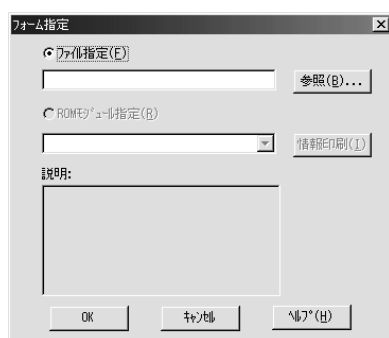 フォーム指定
ﾌｧｲﾙ指定(F)
参照(B)...
ROMﾓｼﾞｭｰﾙ指定(R)
情報印刷(I)
説明:
OK
ｷｬﾝｾﾙ
ﾍﾙﾌﾟ(H)